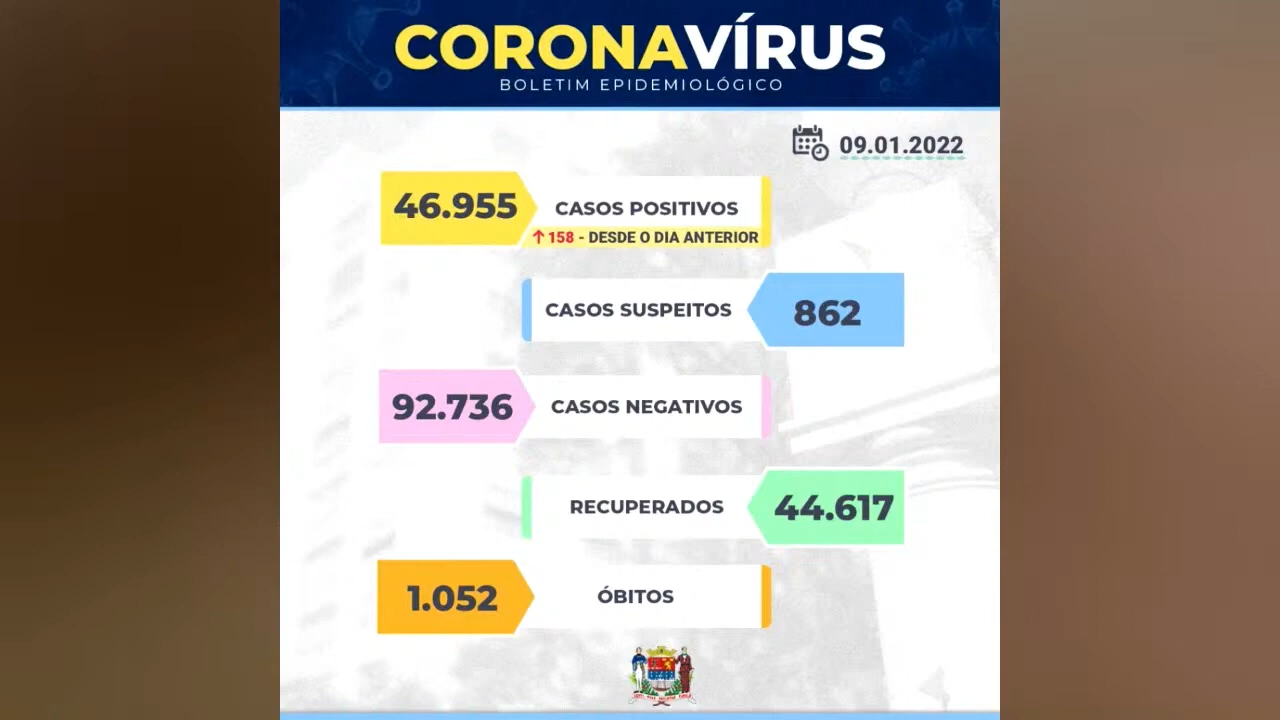 CORONAVÍRUS
BOLETIM EPIDEMIOLÓGICO
09.01.2022
46.955
CASOS POSITIVOS
↑158 - DESDE O DIA ANTERIOR
CASOS SUSPEITOS
862
92.736
CASOS NEGATIVOS
RECUPERADOS
44.617
1.052
ÓBITOS